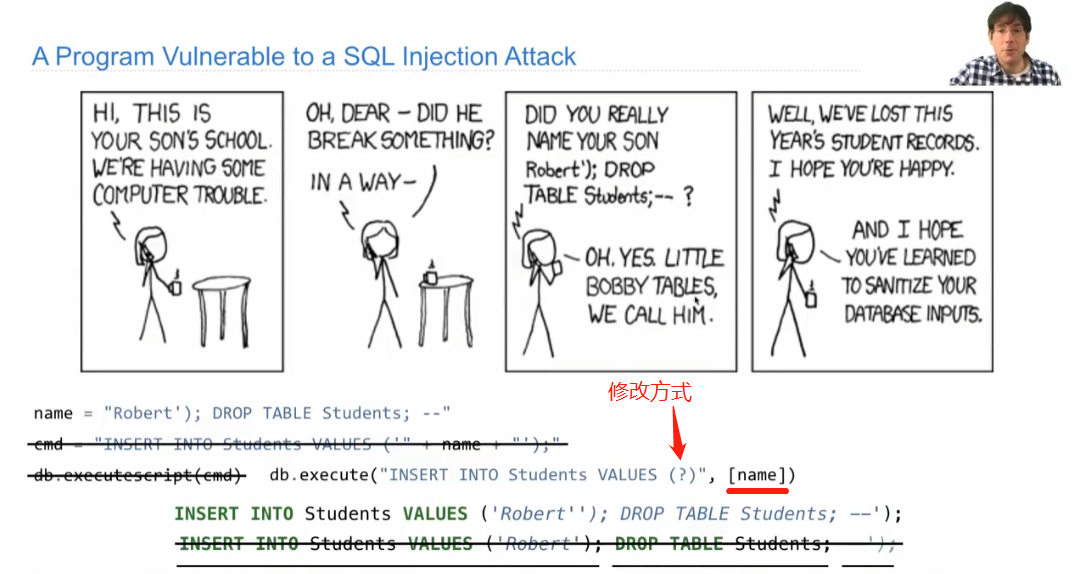 A Program Vulnerable to a SQL Injection Attack
HI, THIS IS
YOUR SON'S SCHOOL.
WE'RE HAVING SOME
COMPUTER TROUBLE.
OH, DEAR – DID HE
BREAK SOMETHING?
IN A WAY–
DID YOU REALLY
NAME YOUR SON
Robert'); DROP
TABLE Students;-- ?
OH. YES. LITTLE
BOBBY TABLES,
WE CALL HIM.
WELL, WE'VE LOST THIS
YEAR'S STUDENT RECORDS.
I HOPE YOU'RE HAPPY.
AND I HOPE
YOU'VE LEARNED
TO SANITIZE YOUR
DATABASE INPUTS.
修改方式
name = "Robert'); DROP TABLE Students; --"
cmd = "INSERT INTO Students VALUES ('" + name + "');"
db.executescript(cmd) db.execute("INSERT INTO Students VALUES (?)", [name])
INSERT INTO Students VALUES ('Robert''); DROP TABLE Students; --');
INSERT INTO Students VALUES ('Robert'); DROP TABLE Students; --');